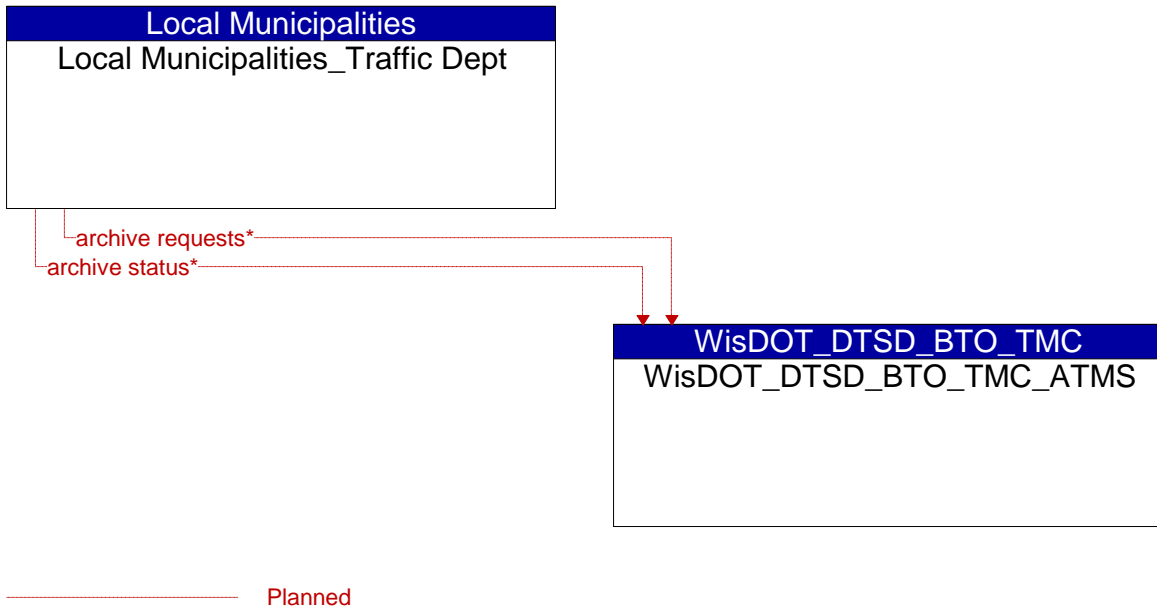 Local Municipalities
Local Municipalities_Traffic Dept
archive requests*
archive status*
WisDOT_DTSD_BTO_TMC
WisDOT_DTSD_BTO_TMC_ATMS
Planned